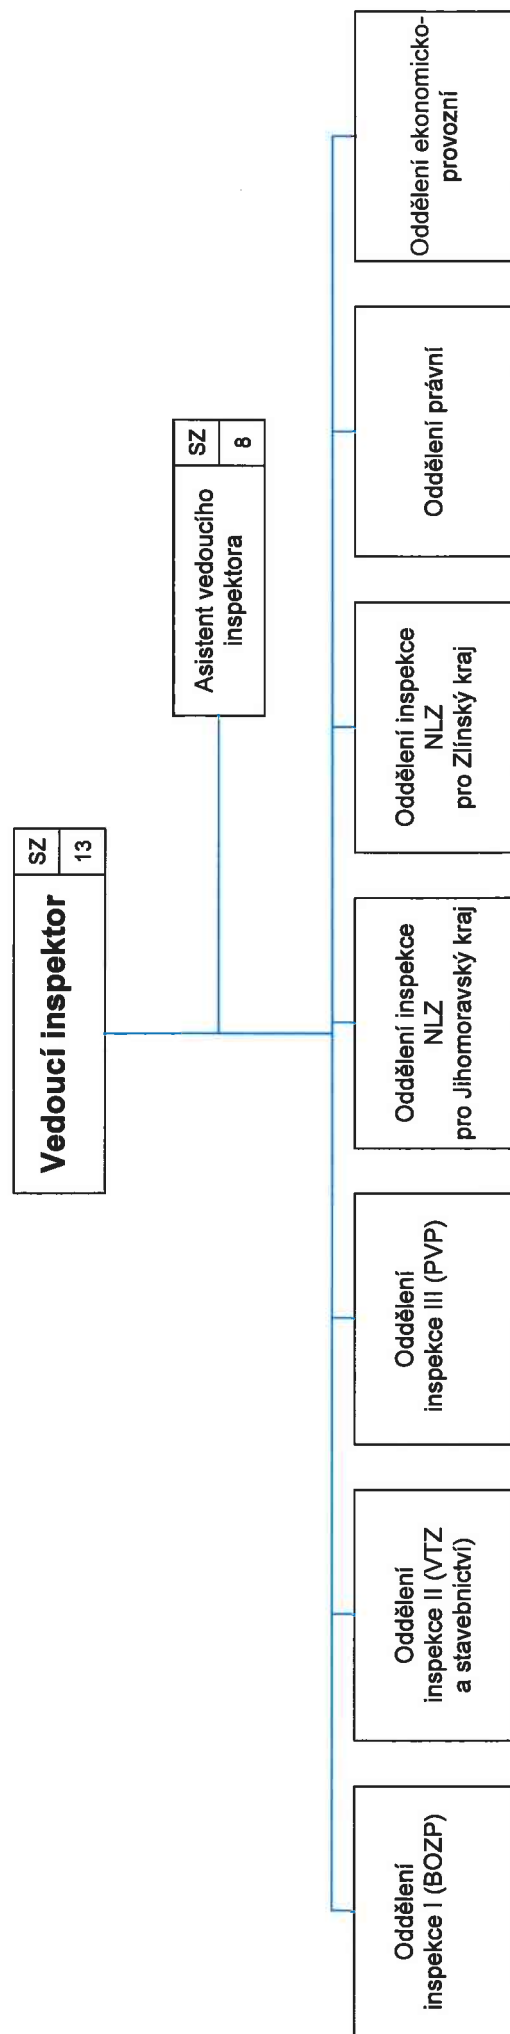 Vedoucí inspektor
SZ
13
Asistent vedoucího
inspektora
SZ
8
Oddělení
inspekce I (BOZP)
Oddělení
inspekce II (VTZ
a stavebnictví)
Oddělení
inspekce III (PVP)
Oddělení inspekce
NLZ
pro Jihomoravský kraj
Oddělení inspekce
NLZ
pro Zlínský kraj
Oddělení právní
Oddělení ekonomicko-
provozní